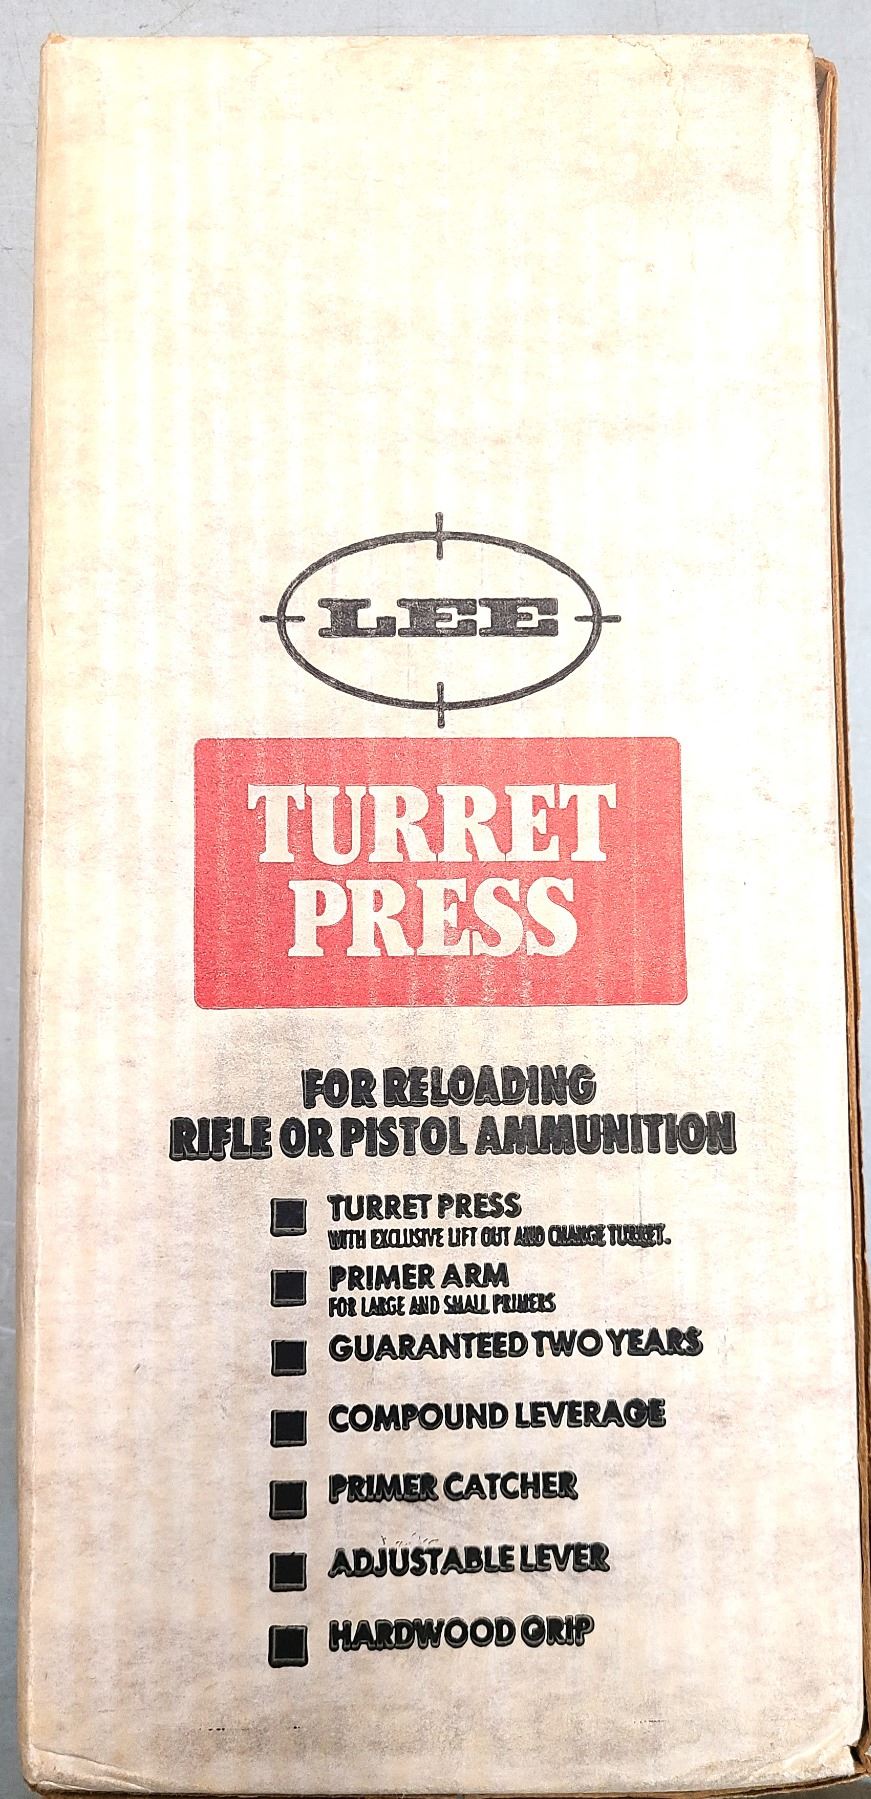 LEE
TURRET
PRESS
FOR RELOADING
RIFLE OR PISTOL AMMUNITION
TURRET PRESS
WITH EXCLUSIVE LIFT OUT AND CHANGE TURRET.
PRIMER ARM
FOR LARGE AND SMALL PRIMERS
GUARANTEED TWO YEARS
COMPOUND LEVERAGE
PRIMER CATCHER
ADJUSTABLE LEVER
HARDWOOD GRIP